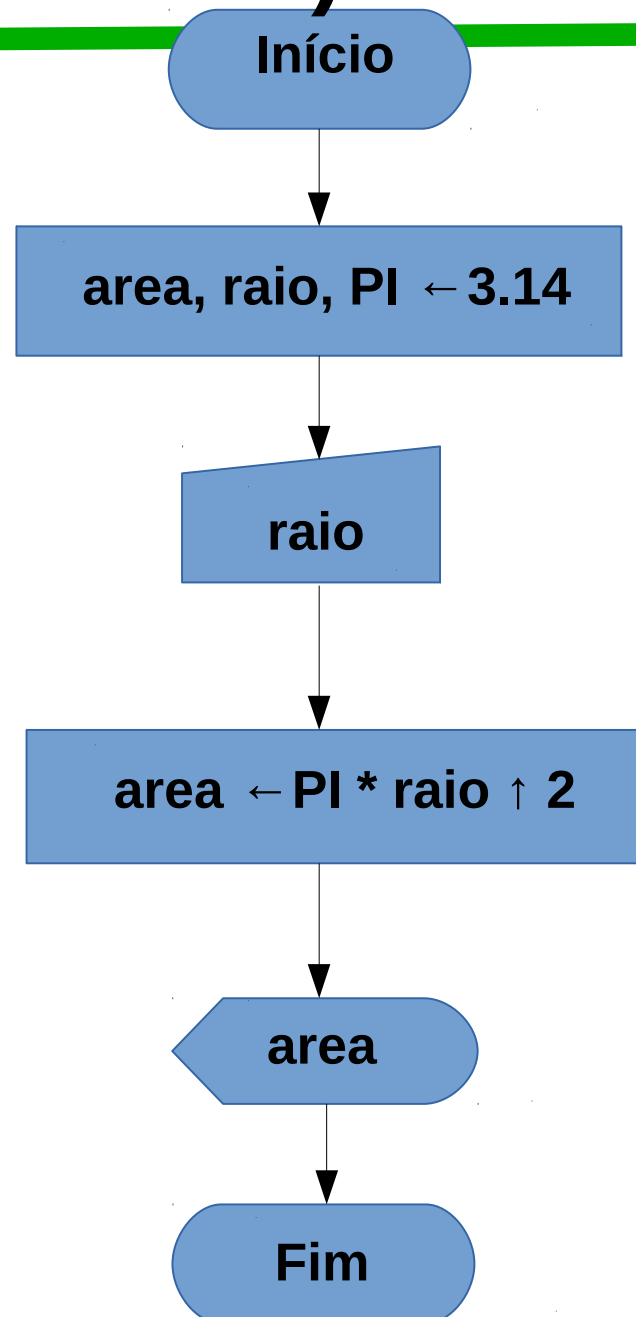 Início
area, raio, PI ←3.14
raio
area ←PI * raio ↑ 2
area
Fim